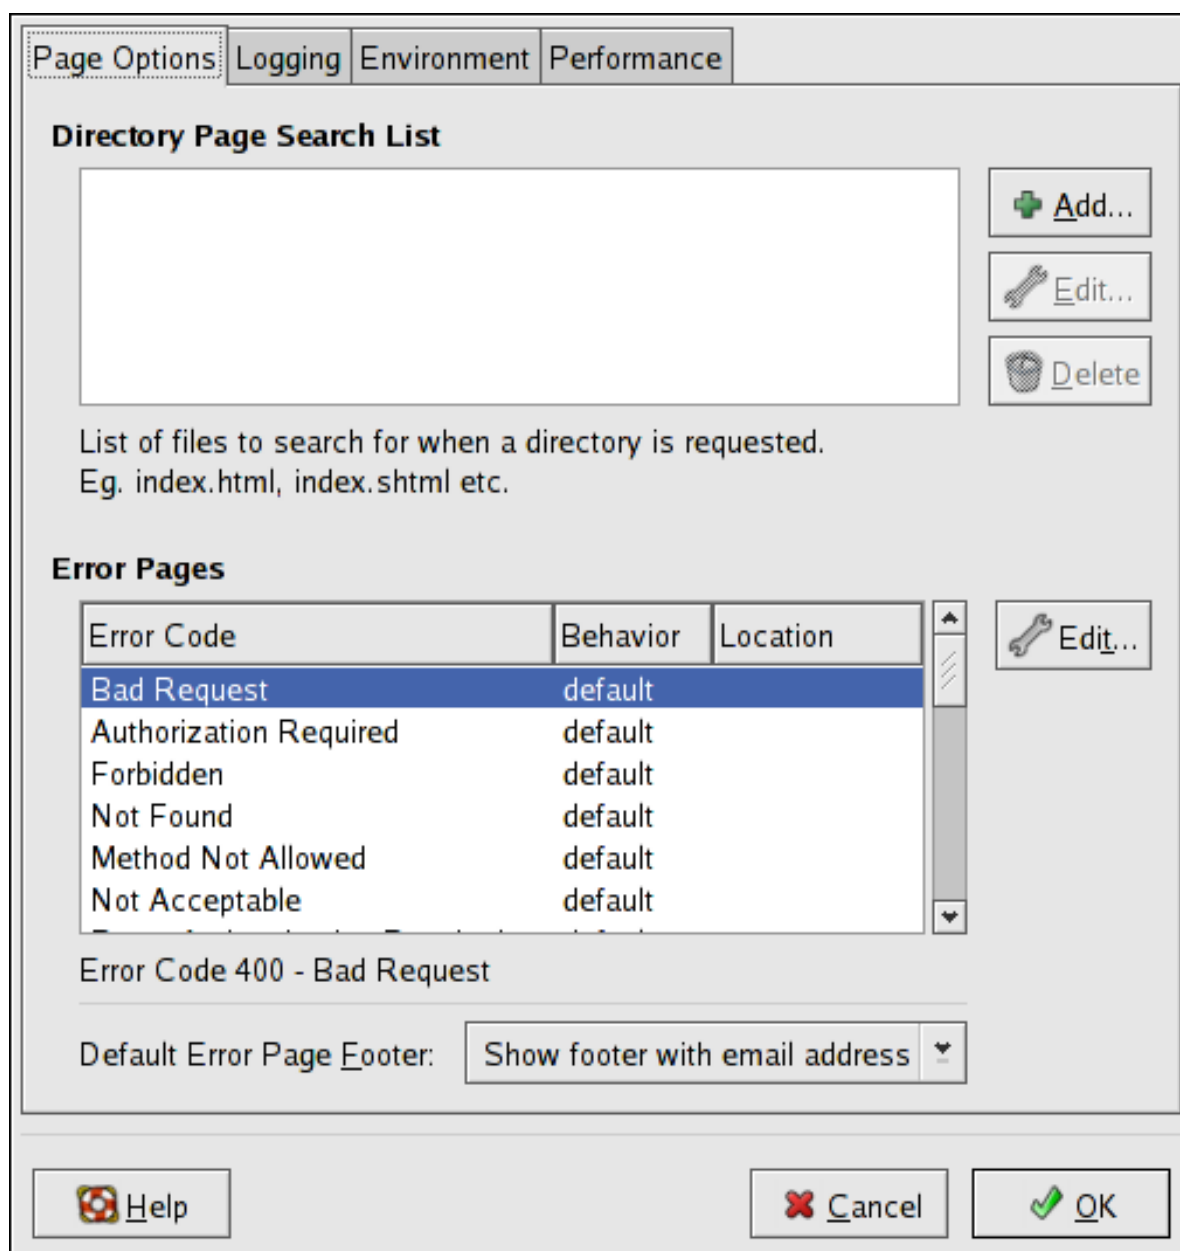 Page Options Logging Environment Performance
Directory Page Search List
Add...
Edit...
Delete
List of files to search for when a directory is requested.
Eg. index.html, index.shtml etc.
Error Pages
Error Code Behavior Location
Edit...
Bad Request default
Authorization Required default
Forbidden default
Not Found default
Method Not Allowed default
Not Acceptable default
Error Code 400 - Bad Request
Default Error Page Footer: Show footer with email address
Help Cancel OK